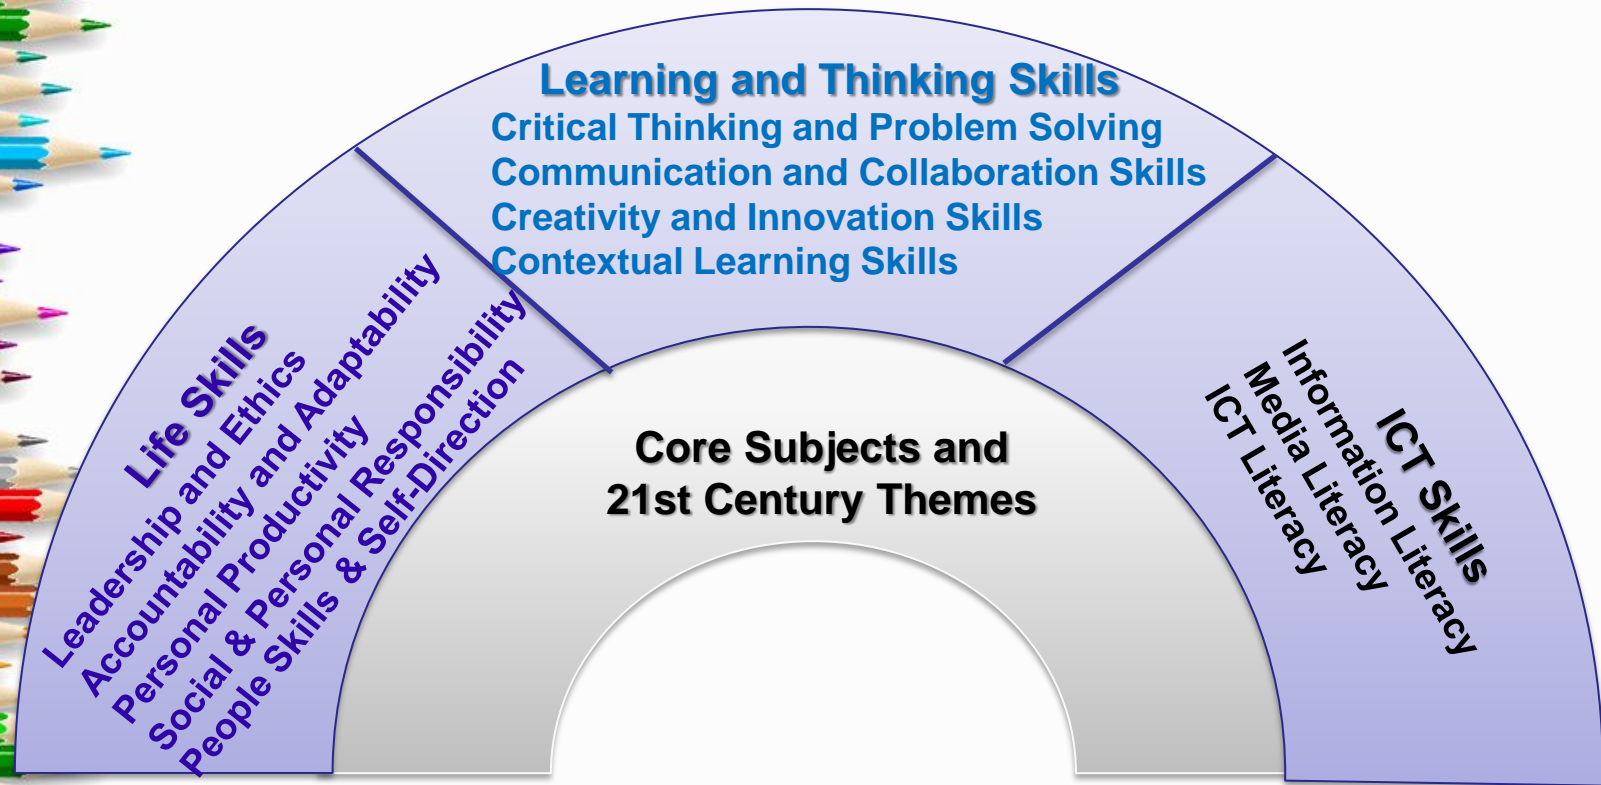 Learning and Thinking Skills
Critical Thinking and Problem Solving
Communication and Collaboration Skills
Creativity and Innovation Skills
Contextual Learning Skills
Life Skills
Leadership and Ethics
Accountability and Adaptability
Personal Productivity
Social & Personal Responsibility
People Skills & Self-Direction
Core Subjects and
21st Century Themes
ICT Skills
Information Literacy
Media Literacy
ICT Literacy